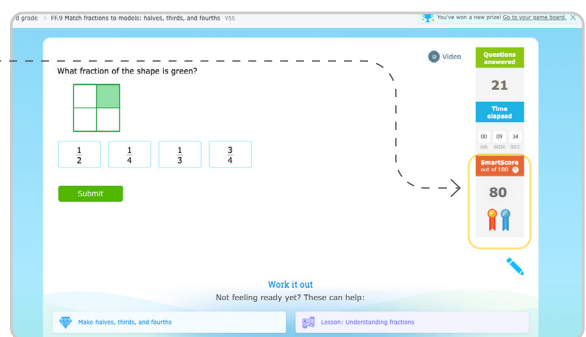 d grade > FF.9 Match fractions to models: halves, thirds, and fourths Y5S
You've won a new prize! Go to your game board. X
Video
Questions answered
21
What fraction of the shape is green?
Time elapsed
00 09 34
HR MIN SEC
1/2 1/4 1/3 3/4
SmartScore
out of 100 ?
80
Submit
Work it out
Not feeling ready yet? These can help:
Make halves, thirds, and fourths
Lesson: Understanding fractions